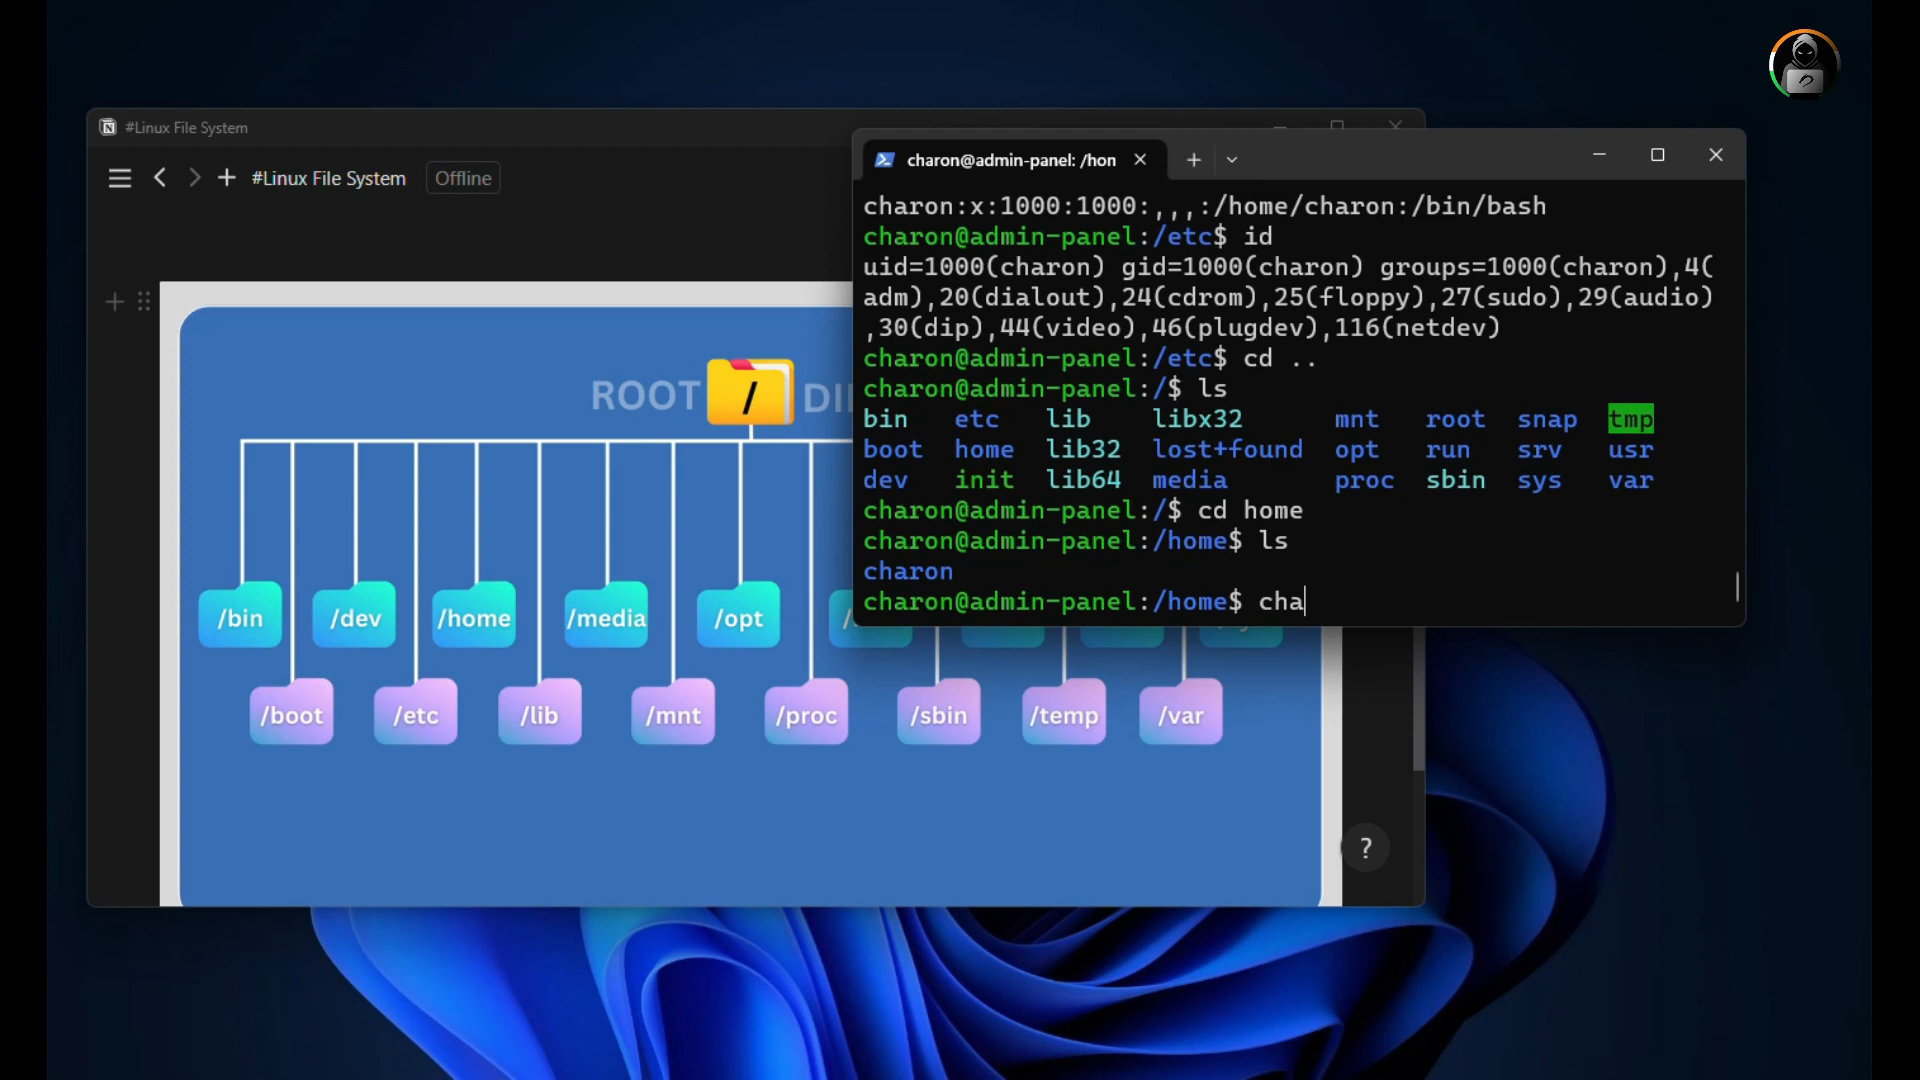 #Linux File System
#Linux File System
Offline
ROOT / DI
/bin
/dev
/home
/media
/opt
/boot
/etc
/lib
/mnt
/proc
/sbin
/temp
/var
?
charon@admin-panel: /hon
charon:x:1000:1000:,,,:/home/charon:/bin/bash
charon@admin-panel:/etc$ id
uid=1000(charon) gid=1000(charon) groups=1000(charon),4(
adm),20(dialout),24(cdrom),25(floppy),27(sudo),29(audio)
,30(dip),44(video),46(plugdev),116(netdev)
charon@admin-panel:/etc$ cd ..
charon@admin-panel:/$ ls
bin etc lib libx32 mnt root snap tmp
boot home lib32 lost+found opt run srv usr
dev init lib64 media proc sbin sys var
charon@admin-panel:/$ cd home
charon@admin-panel:/home$ ls
charon
charon@admin-panel:/home$ cha